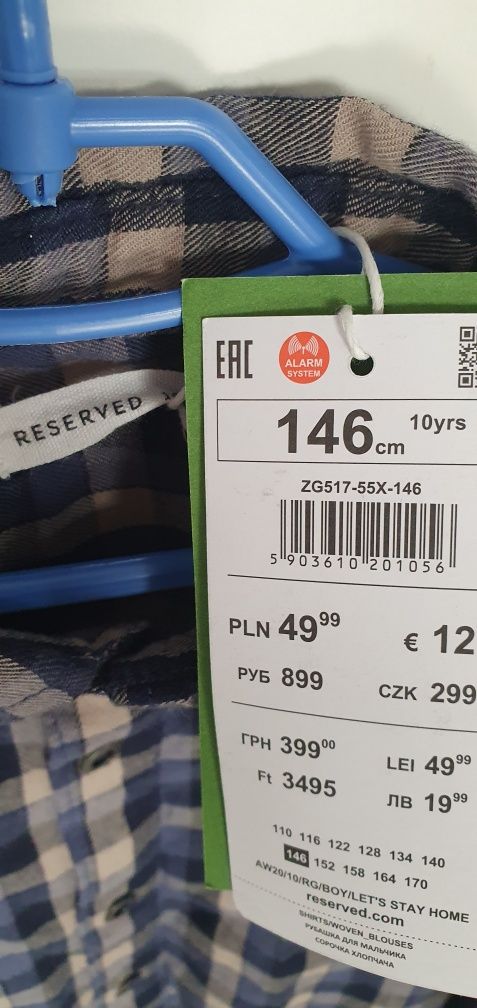 RESERVED
EAC
ALARM
SYSTEM
146cm 10yrs
ZG517-55X-146
5 903610 201056
PLN 49⁹⁹ € 12
РУБ 899 CZK 299
ГРН 399⁰⁰ LEI 49⁹⁹
Ft 3495 ЛВ 19⁹⁹
110 116 122 128 134 140
146 152 158 164 170
AW20/10/RG/BOY/LET'S STAY HOME
reserved.com
SHIRTS/WOVEN_BLOUSES
РУБАШКА ДЛЯ МАЛЬЧИКА
СОРОЧКА ХЛОПЧАЧА